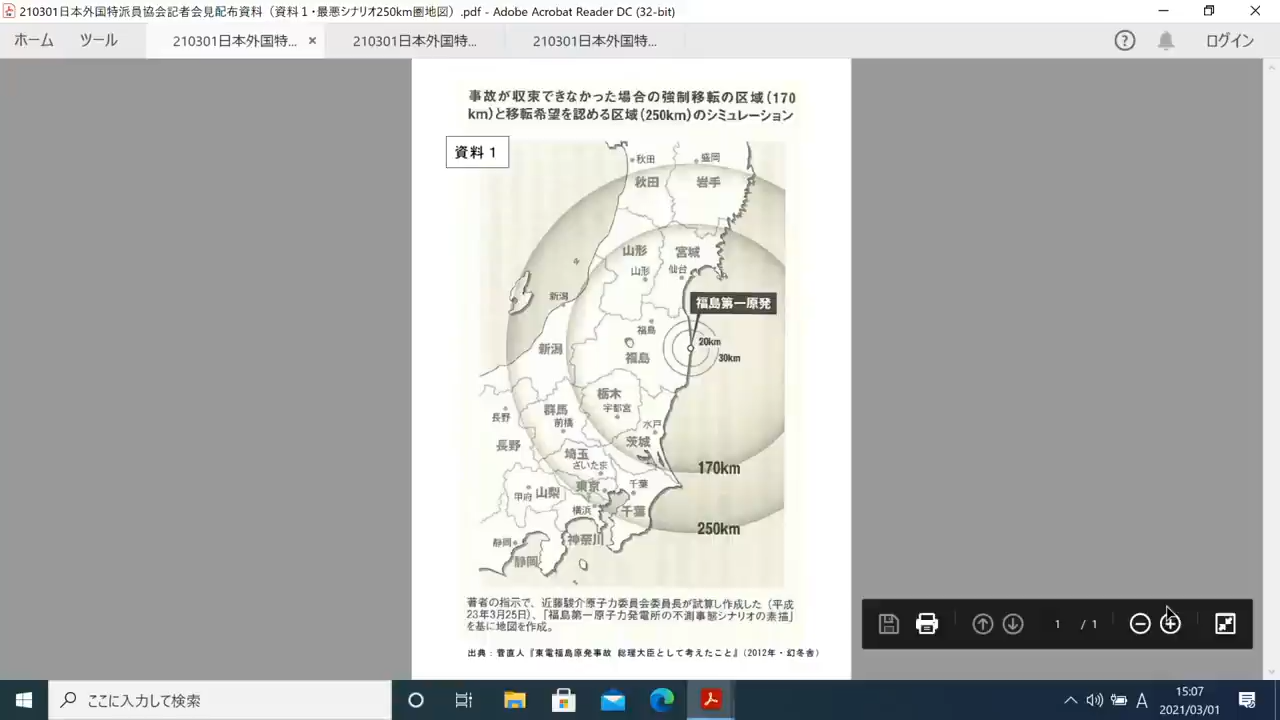 210301日本外国特派員協会記者会見配布資料（資料１・最悪シナリオ250km圏地図）.pdf - Adobe Acrobat Reader DC (32-bit)
ホーム ツール 210301日本外国特... × 210301日本外国特... 210301日本外国特... ログイン
事故が収束できなかった場合の強制移転の区域(170
km)と移転希望を認める区域(250km)のシミュレーション
資料１
秋田 盛岡
秋田 岩手
山形 宮城
山形 仙台
新潟
福島第一原発
福島
20km
新潟 福島 30km
栃木
群馬 宇都宮
長野 前橋 水戸
長野 茨城
埼玉
さいたま 170km
東京 千葉
甲府 山梨
横浜 千葉
250km
静岡 神奈川
静岡
著者の指示で、近藤駿介原子力委員会委員長が試算し作成した（平成
23年3月25日）、「福島第一原子力発電所の不測事態シナリオの素描」
を基に地図を作成。
出典：菅直人『東電福島原発事故 総理大臣として考えたこと』（2012年・幻冬舎）
1 / 1
ここに入力して検索
A
15:07
2021/03/01